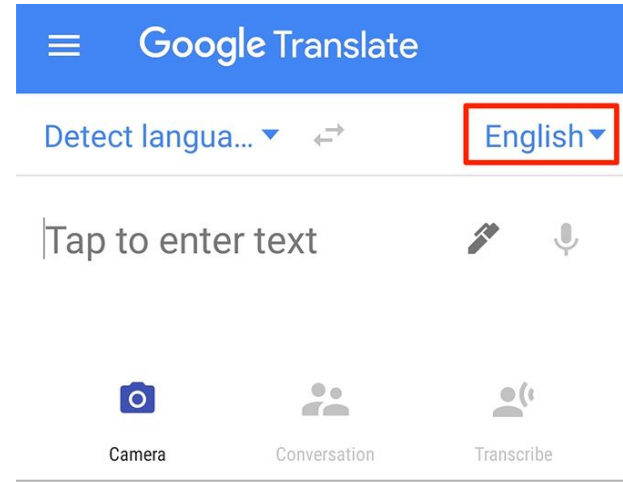 Google Translate
Detect langua... English
Tap to enter text
Camera Conversation Transcribe